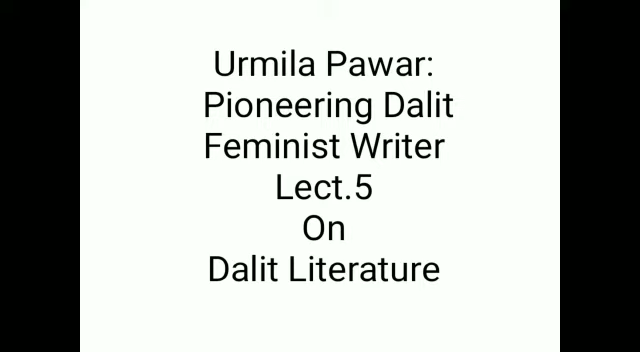 Urmila Pawar:
Pioneering Dalit
Feminist Writer
Lect.5
On
Dalit Literature